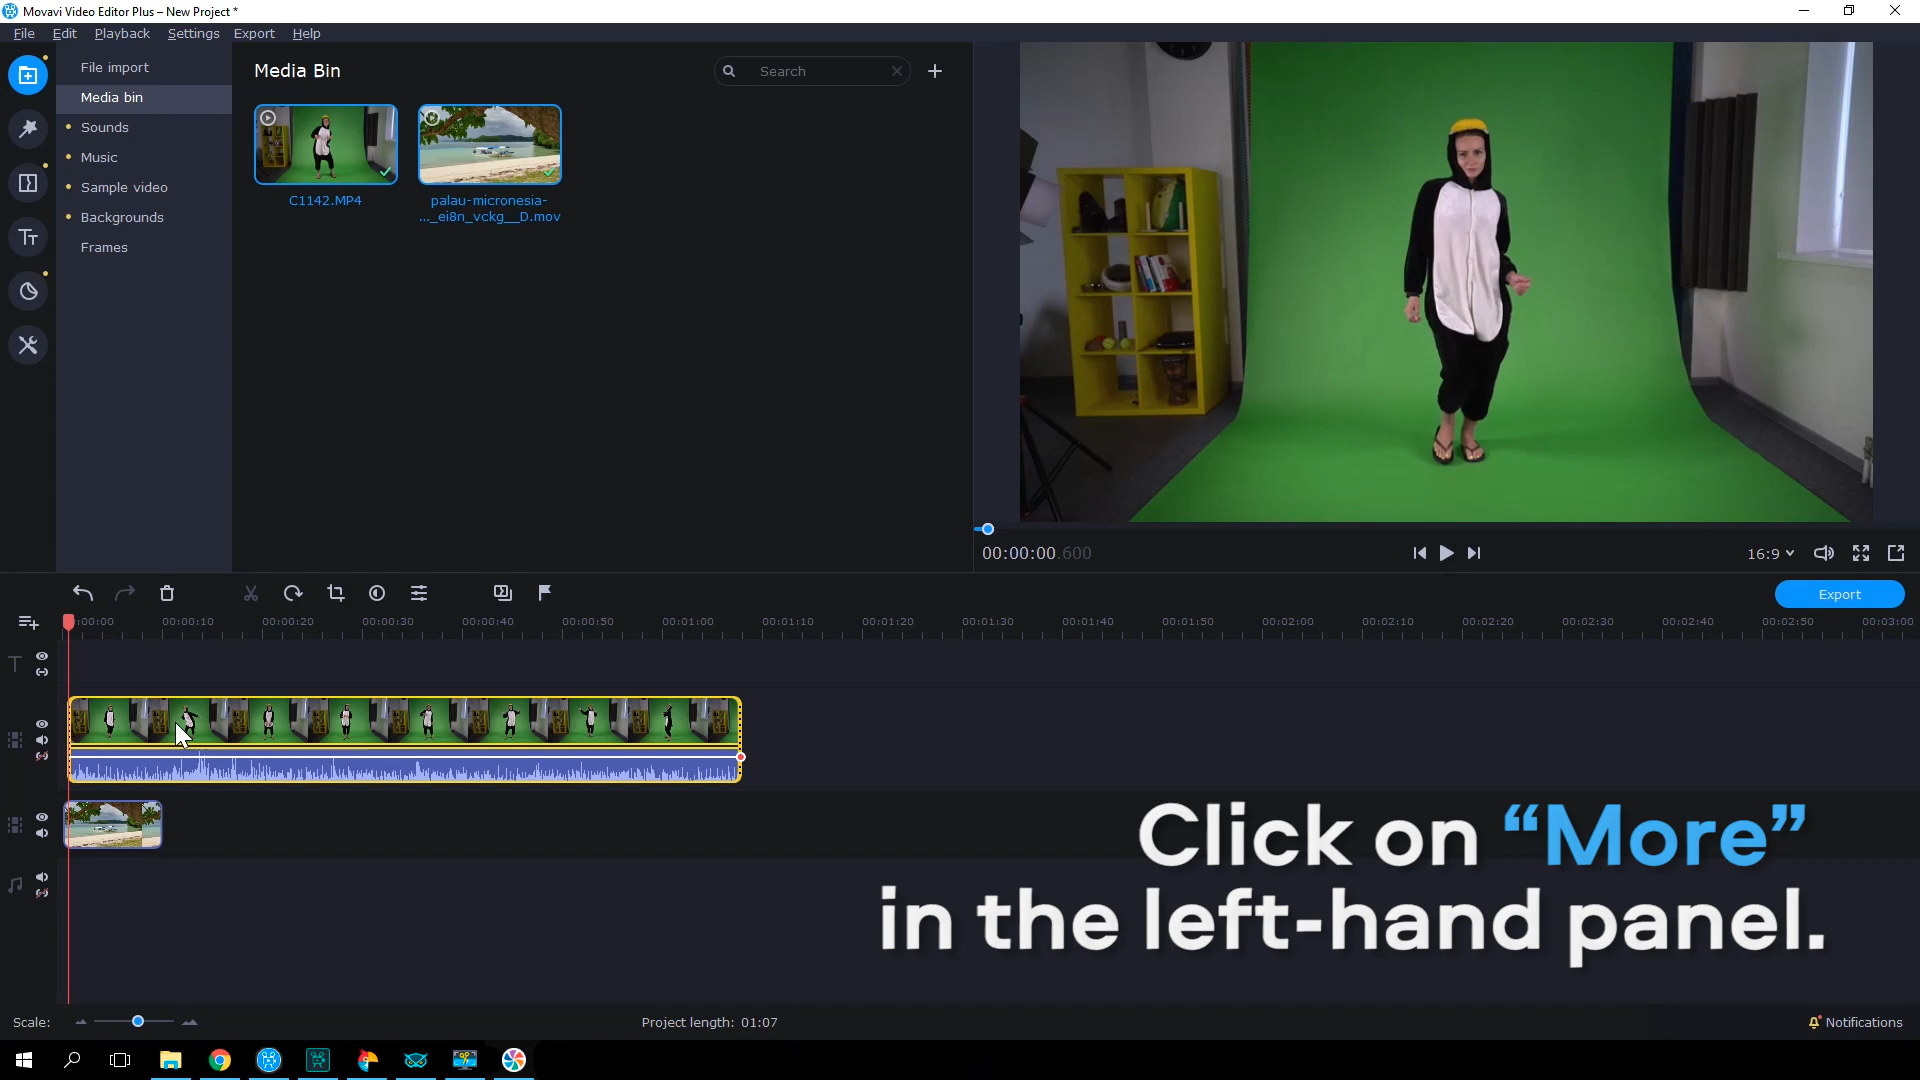 Movavi Video Editor Plus – New Project *
File Edit Playback Settings Export Help
File import
Media bin
Sounds
Music
Sample video
Backgrounds
Frames
Media Bin
Search
C1142.MP4
palau-micronesia-
..._ei8n_vckg__D.mov
00:00:00.600
16:9
Export
:00:00 00:00:10 00:00:20 00:00:30 00:00:40 00:00:50 00:01:00 00:01:10 00:01:20 00:01:30 00:01:40 00:01:50 00:02:00 00:02:10 00:02:20 00:02:30 00:02:40 00:02:50 00:03:00
Click on “More”
in the left-hand panel.
Scale:
Project length: 01:07
Notifications